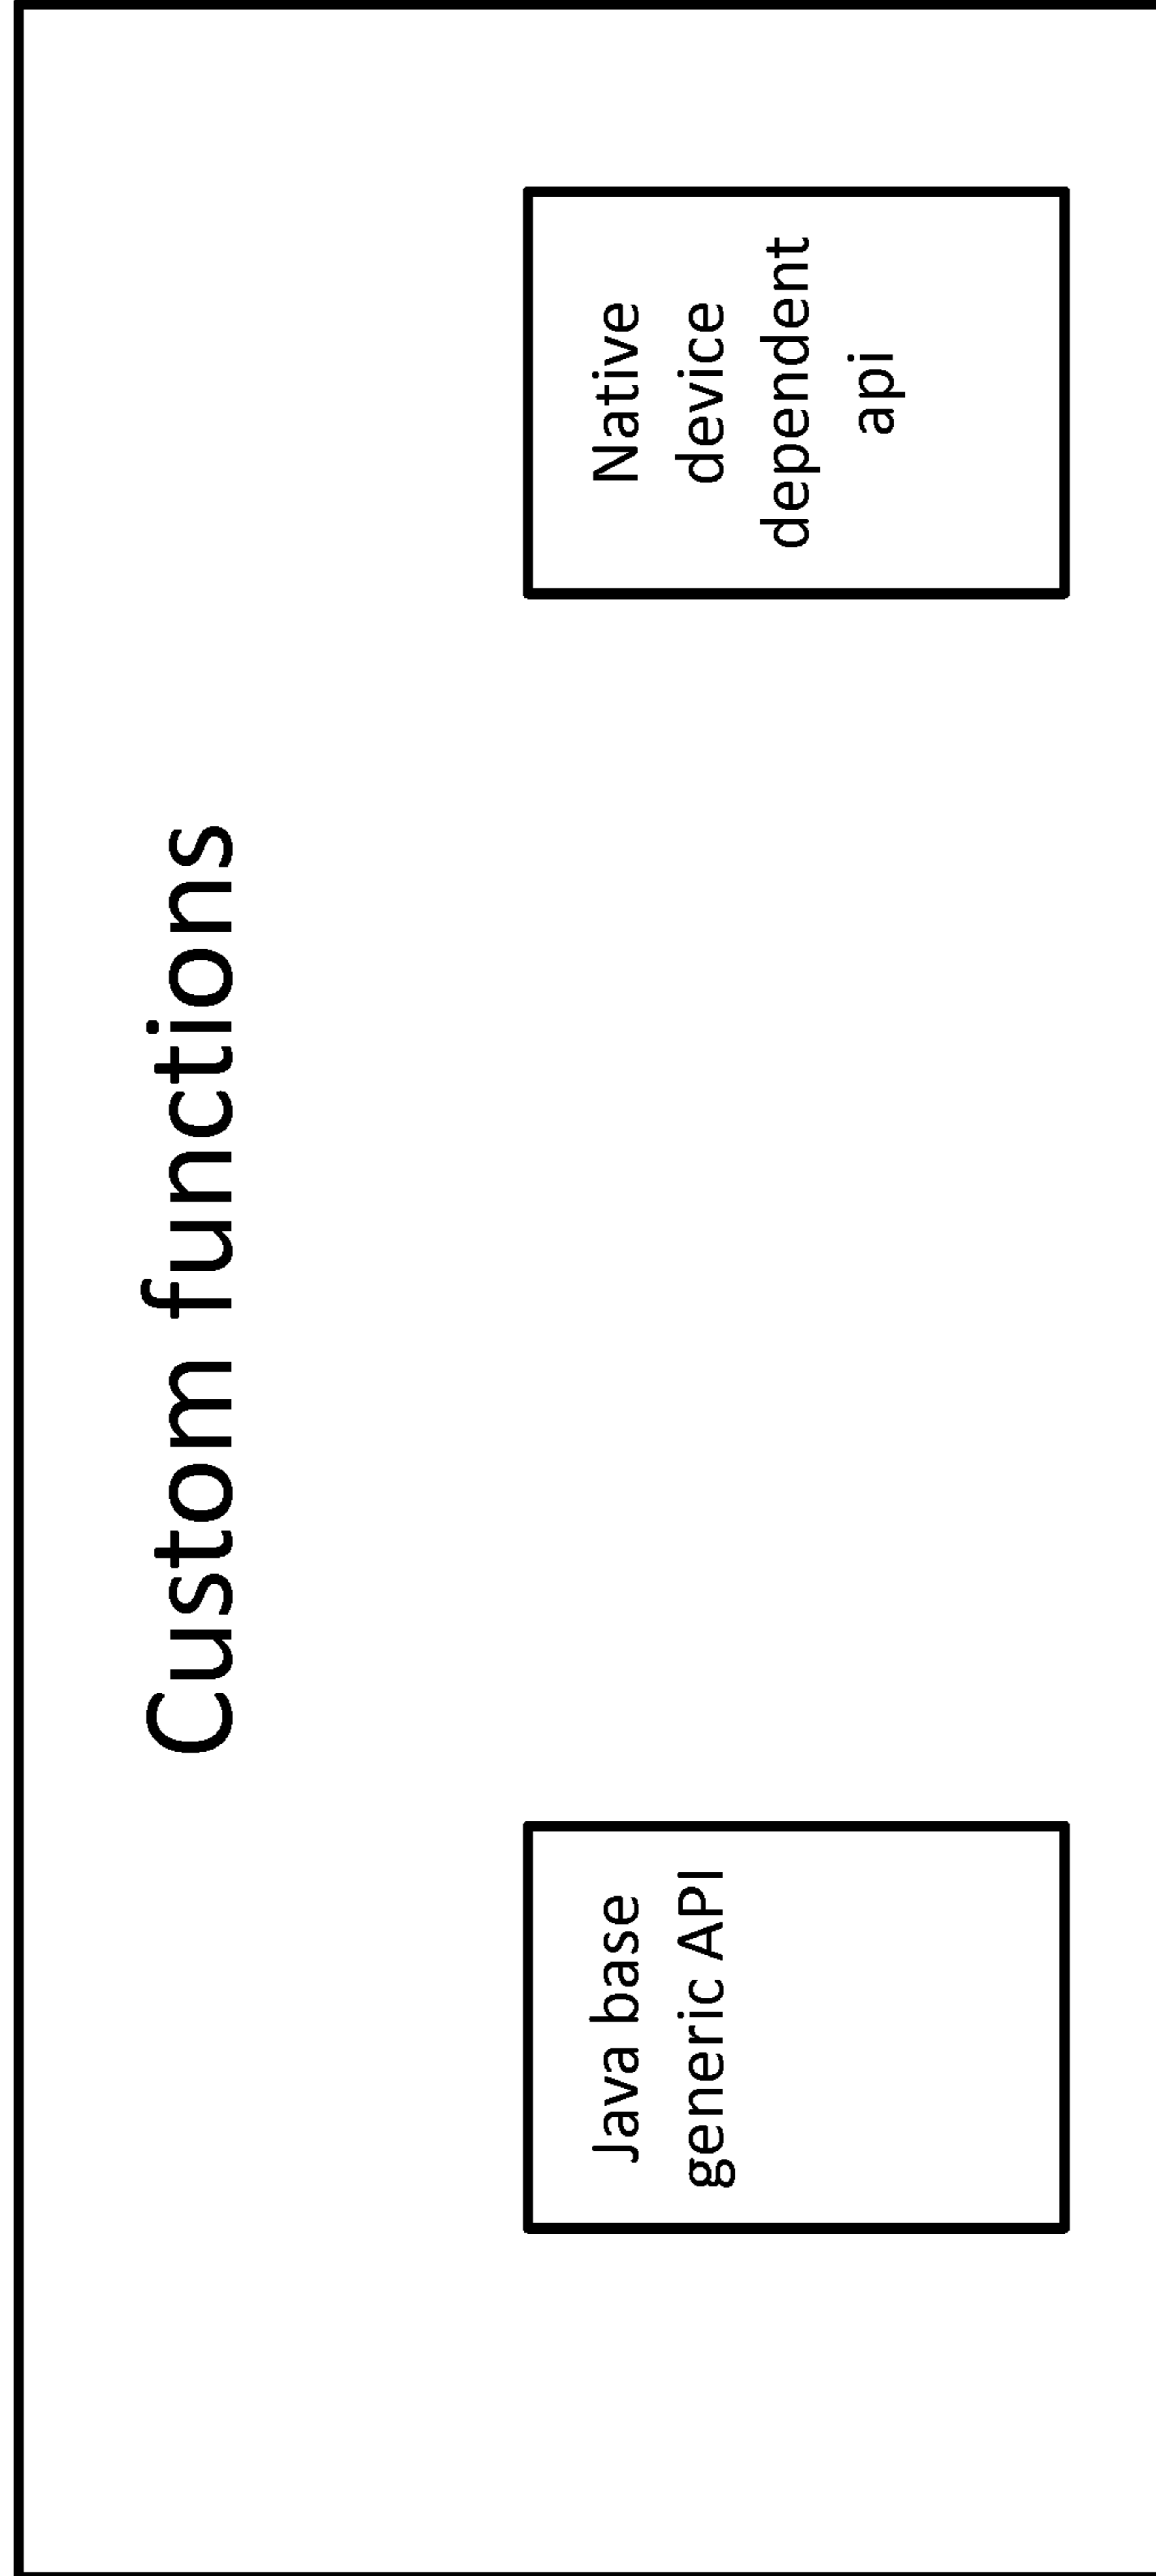 Custom functions
Java base
generic API
Native
device
dependent
api